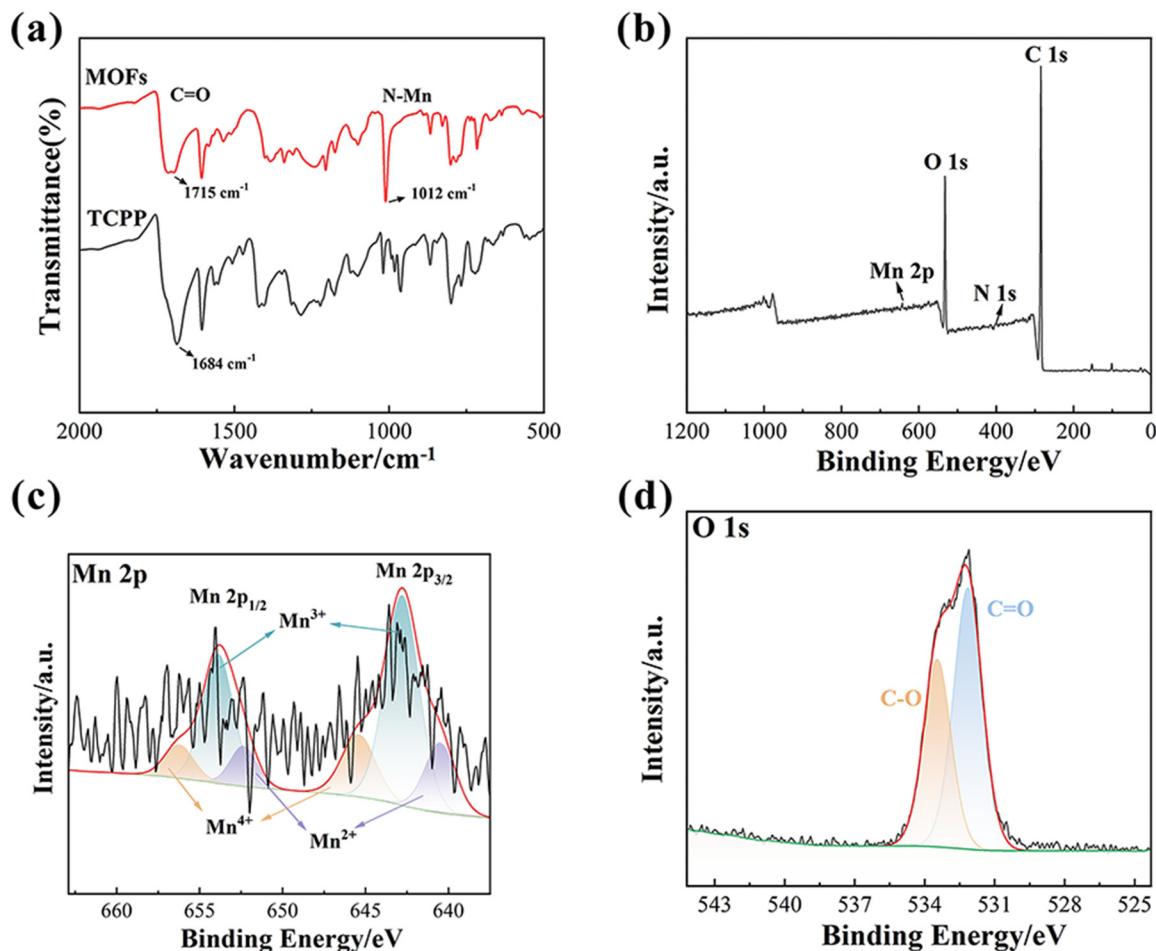 (a)
MOFs
C=O
N-Mn
1715 cm⁻¹
1012 cm⁻¹
TCPP
1684 cm⁻¹
Transmittance(%)
2000 1500 1000 500
Wavenumber/cm⁻¹
(b)
C 1s
O 1s
Mn 2p
N 1s
Intensity/a.u.
1200 1000 800 600 400 200 0
Binding Energy/eV
(c)
Mn 2p
Mn 2p₃/₂
Mn 2p₁/₂
Mn³⁺
Mn⁴⁺
Mn²⁺
Intensity/a.u.
660 655 650 645 640
Binding Energy/eV
(d)
O 1s
C=O
C-O
Intensity/a.u.
543 540 537 534 531 528 525
Binding Energy/eV